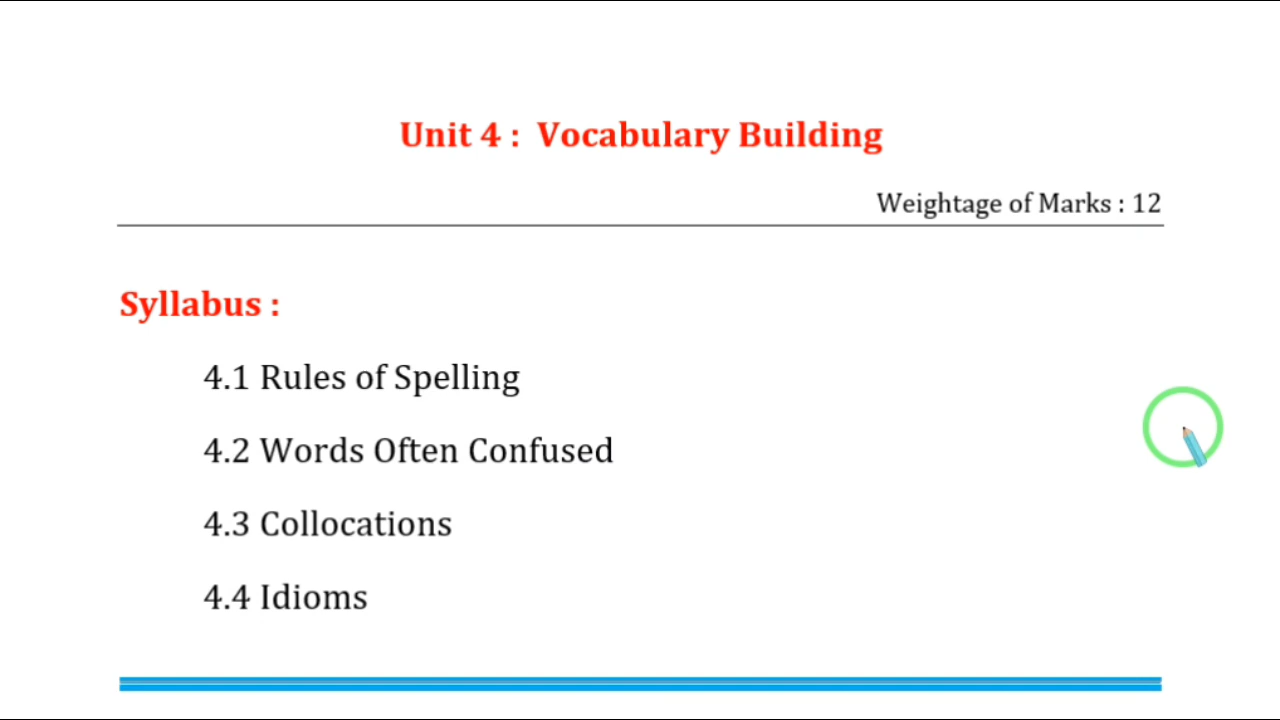 Unit 4 : Vocabulary Building
Weightage of Marks : 12
Syllabus :
4.1 Rules of Spelling
4.2 Words Often Confused
4.3 Collocations
4.4 Idioms